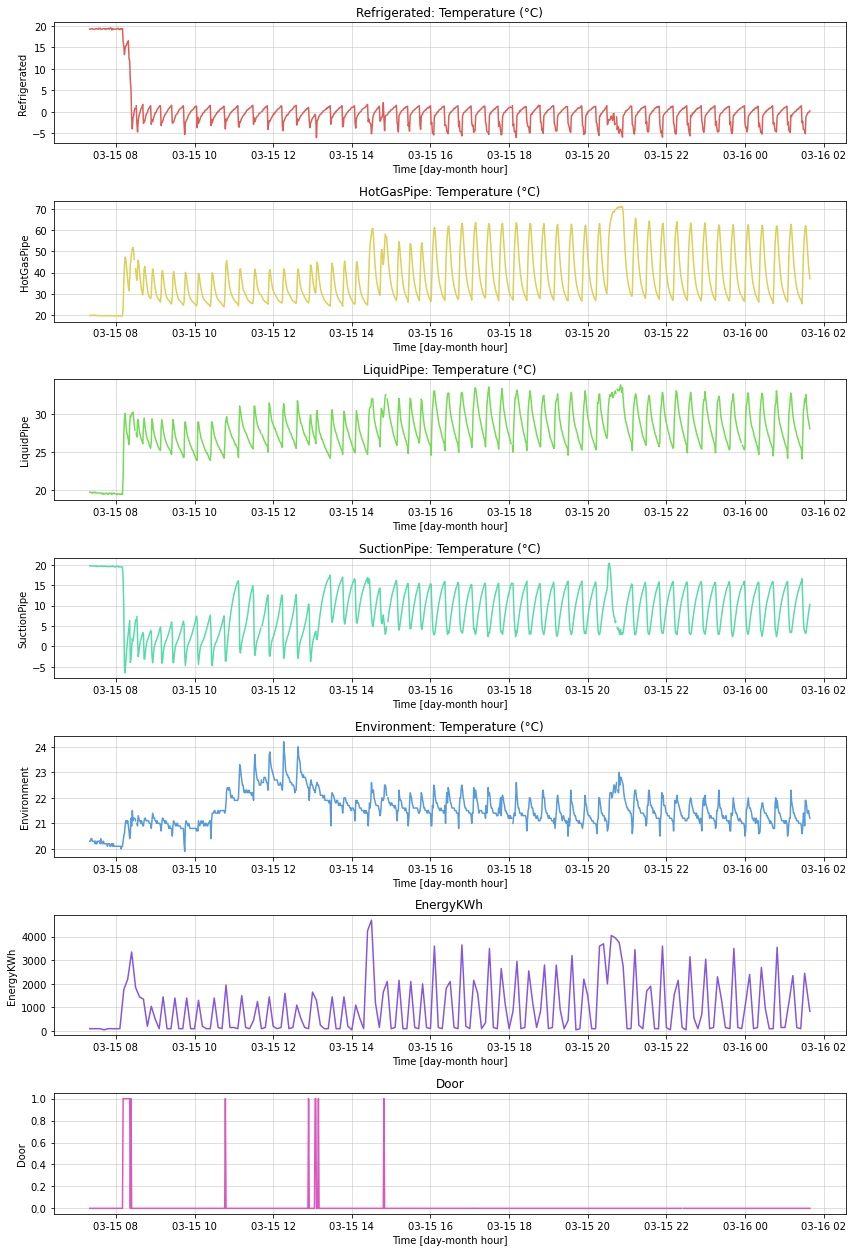 Refrigerated: Temperature (°C)
Refrigerated
20
15
10
5
0
−5
03-15 08 03-15 10 03-15 12 03-15 14 03-15 16 03-15 18 03-15 20 03-15 22 03-16 00 03-16 02
Time [day-month hour]
HotGasPipe: Temperature (°C)
HotGasPipe
70
60
50
40
30
20
03-15 08 03-15 10 03-15 12 03-15 14 03-15 16 03-15 18 03-15 20 03-15 22 03-16 00 03-16 02
Time [day-month hour]
LiquidPipe: Temperature (°C)
LiquidPipe
30
25
20
03-15 08 03-15 10 03-15 12 03-15 14 03-15 16 03-15 18 03-15 20 03-15 22 03-16 00 03-16 02
Time [day-month hour]
SuctionPipe: Temperature (°C)
SuctionPipe
20
15
10
5
0
−5
03-15 08 03-15 10 03-15 12 03-15 14 03-15 16 03-15 18 03-15 20 03-15 22 03-16 00 03-16 02
Time [day-month hour]
Environment: Temperature (°C)
Environment
24
23
22
21
20
03-15 08 03-15 10 03-15 12 03-15 14 03-15 16 03-15 18 03-15 20 03-15 22 03-16 00 03-16 02
Time [day-month hour]
EnergyKWh
EnergyKWh
4000
3000
2000
1000
0
03-15 08 03-15 10 03-15 12 03-15 14 03-15 16 03-15 18 03-15 20 03-15 22 03-16 00 03-16 02
Time [day-month hour]
Door
Door
1.0
0.8
0.6
0.4
0.2
0.0
03-15 08 03-15 10 03-15 12 03-15 14 03-15 16 03-15 18 03-15 20 03-15 22 03-16 00 03-16 02
Time [day-month hour]